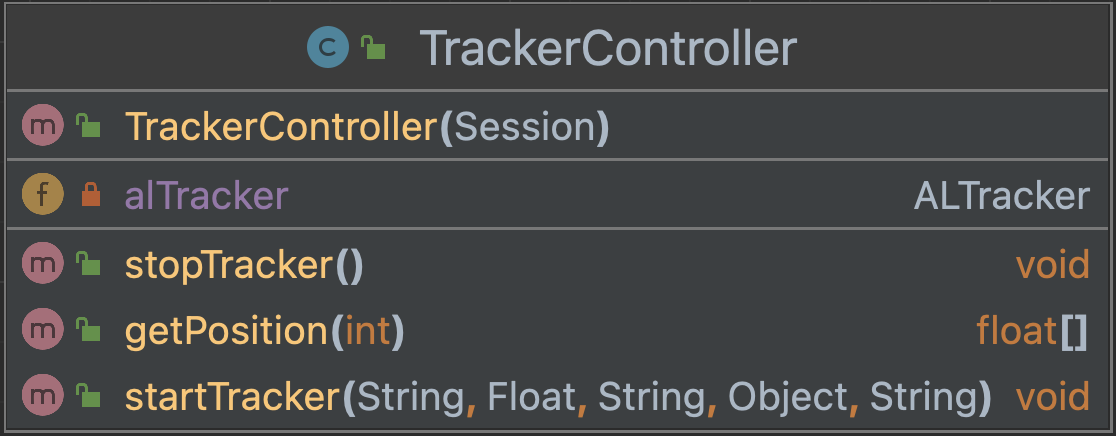 C TrackerController
m TrackerController(Session)
f alTracker ALTracker
m stopTracker() void
m getPosition(int) float[]
m startTracker(String, Float, String, Object, String) void